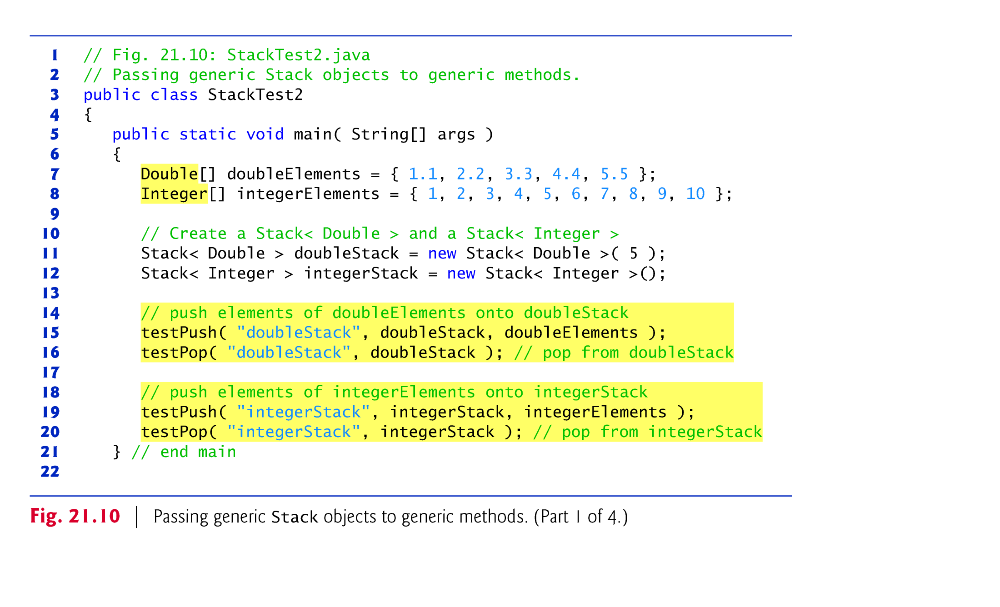 1 // Fig. 21.10: StackTest2.java
2 // Passing generic Stack objects to generic methods.
3 public class StackTest2
4 {
5    public static void main( String[] args )
6    {
7       Double[] doubleElements = { 1.1, 2.2, 3.3, 4.4, 5.5 };
8       Integer[] integerElements = { 1, 2, 3, 4, 5, 6, 7, 8, 9, 10 };
9
10       // Create a Stack< Double > and a Stack< Integer >
11       Stack< Double > doubleStack = new Stack< Double >( 5 );
12       Stack< Integer > integerStack = new Stack< Integer >();
13
14       // push elements of doubleElements onto doubleStack
15       testPush( "doubleStack", doubleStack, doubleElements );
16       testPop( "doubleStack", doubleStack ); // pop from doubleStack
17
18       // push elements of integerElements onto integerStack
19       testPush( "integerStack", integerStack, integerElements );
20       testPop( "integerStack", integerStack ); // pop from integerStack
21    } // end main
22
Fig. 21.10 | Passing generic Stack objects to generic methods. (Part 1 of 4.)